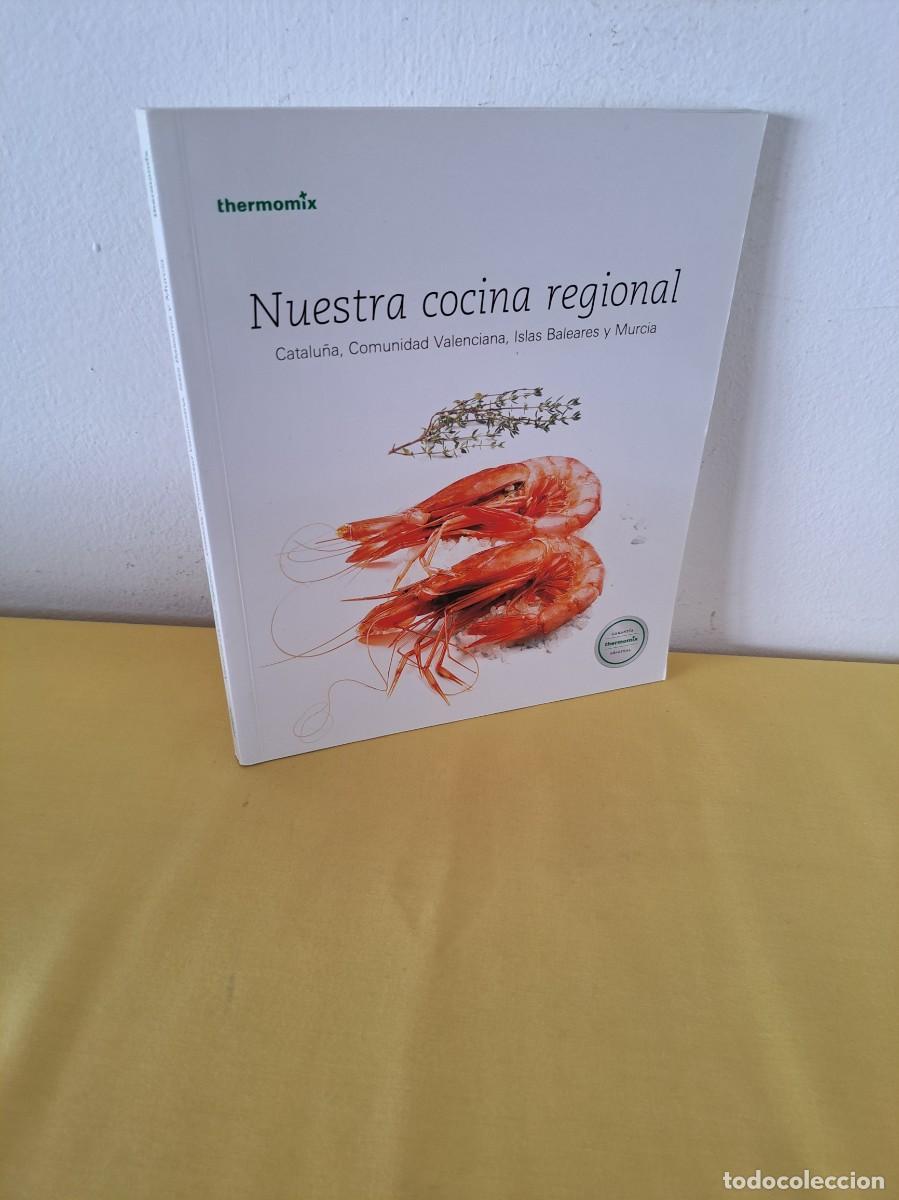 thermomix
Nuestra cocina regional
Cataluña, Comunidad Valenciana, Islas Baleares y Murcia
thermomix
todocoleccion